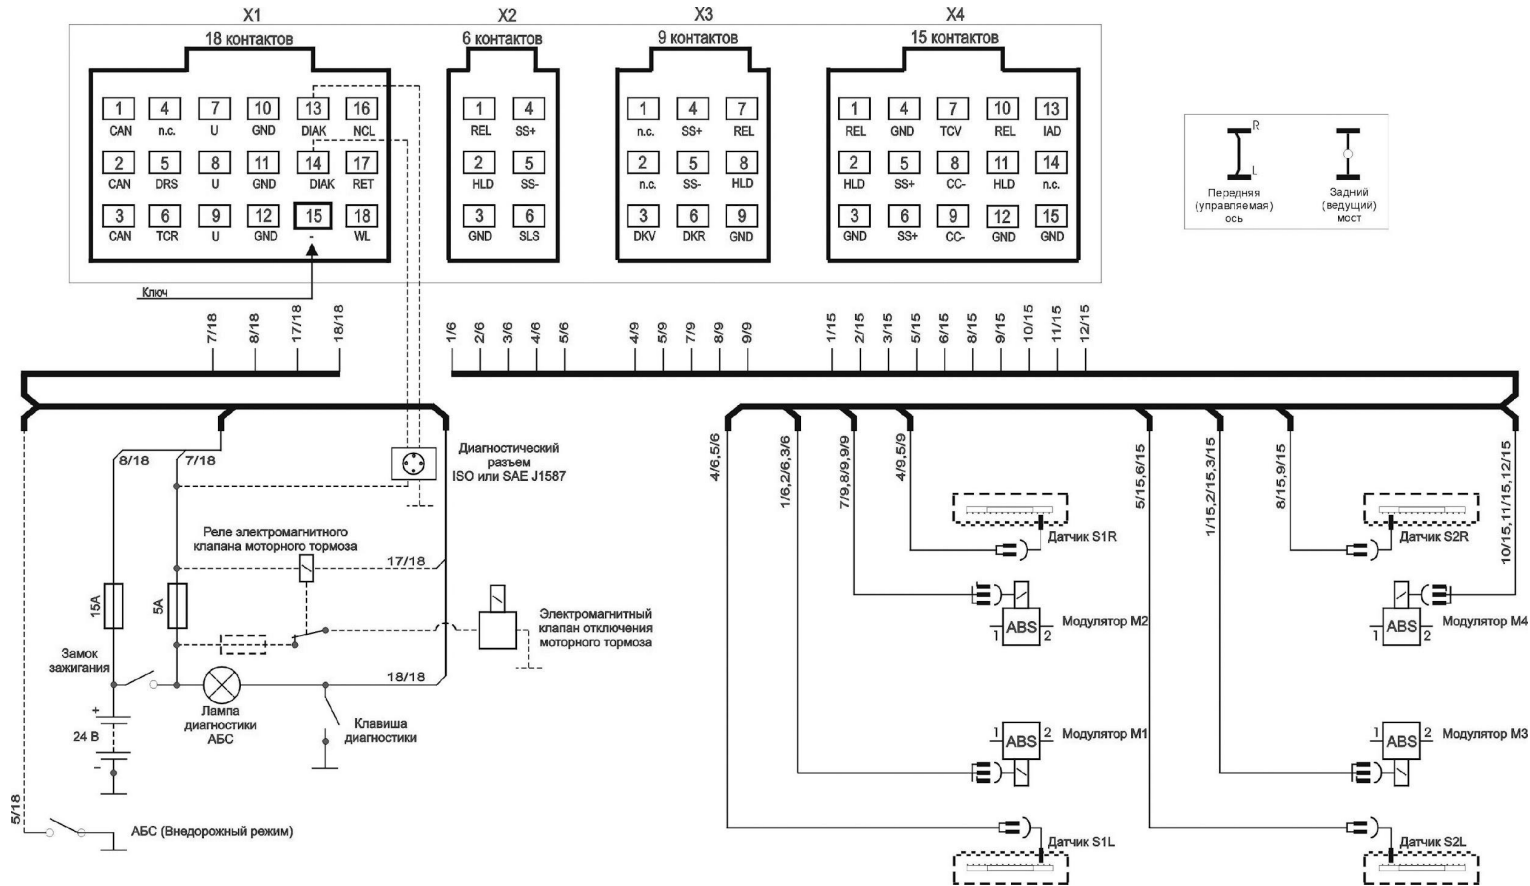 X1
X2
X3
X4
18 контактов
6 контактов
9 контактов
15 контактов
1 4 7 10 13 16
CAN n.c. U GND DIAK NCL
2 5 8 11 14 17
CAN DRS U GND DIAK RET
3 6 9 12 15 18
CAN TCR U GND - WL
Ключ
1 4
REL SS+
2 5
HLD SS-
3 6
GND SLS
1 4 7
n.c. SS+ REL
2 5 8
n.c. SS- HLD
3 6 9
DKV DKR GND
1 4 7 10 13
REL GND TCV REL IAD
2 5 8 11 14
HLD SS+ CC- HLD n.c.
3 6 9 12 15
GND SS+ CC- GND GND
R
L
Передняя
(управляемая)
ось
Задний
(ведущий)
мост
7/18
8/18
17/18
18/18
1/6
2/6
3/6
4/6
5/6
4/9
5/9
7/9
8/9
9/9
1/15
2/15
3/15
5/15
6/15
8/15
9/15
10/15
11/15
12/15
8/18
7/18
Диагностический
разъем
ISO или SAE J1587
Реле электромагнитного
клапана моторного тормоза
17/18
15A
5A
Электромагнитный
клапан отключения
моторного тормоза
Замок
зажигания
18/18
Лампа
диагностики
АБС
Клавиша
диагностики
+
24 В
-
5/18
АБС (Внедорожный режим)
4/6,5/6
1/6,2/6,3/6
7/9,8/9,9/9
4/9,5/9
5/15,6/15
1/15,2/15,3/15
8/15,9/15
10/15,11/15,12/15
Датчик S1R
Датчик S2R
1 ABS 2
Модулятор M2
1 ABS 2
Модулятор M4
1 ABS 2
Модулятор M1
1 ABS 2
Модулятор M3
Датчик S1L
Датчик S2L